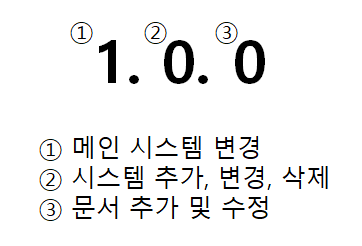 ① ② ③
1. 0. 0
① 메인 시스템 변경
② 시스템 추가, 변경, 삭제
③ 문서 추가 및 수정